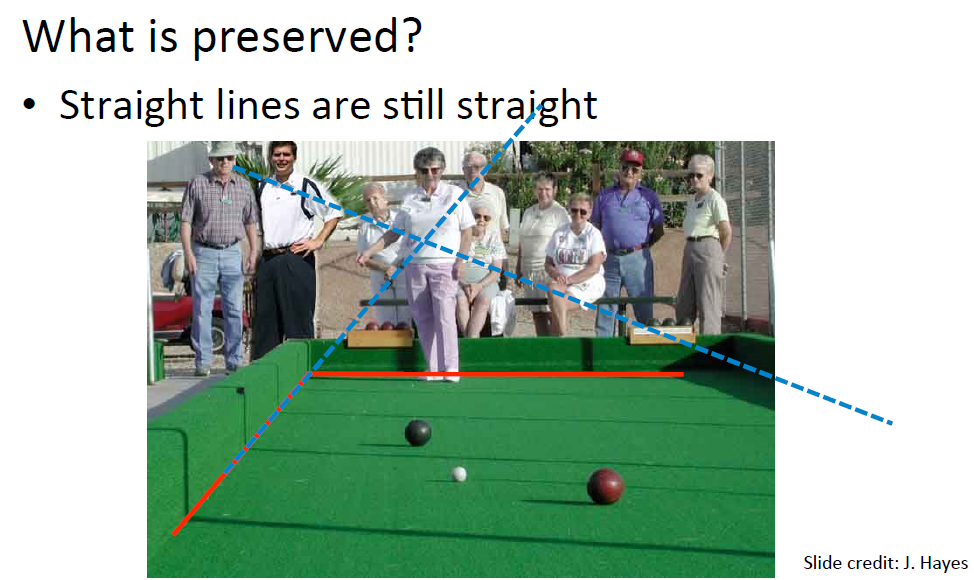 What is preserved?
• Straight lines are still straight
Slide credit: J. Hayes